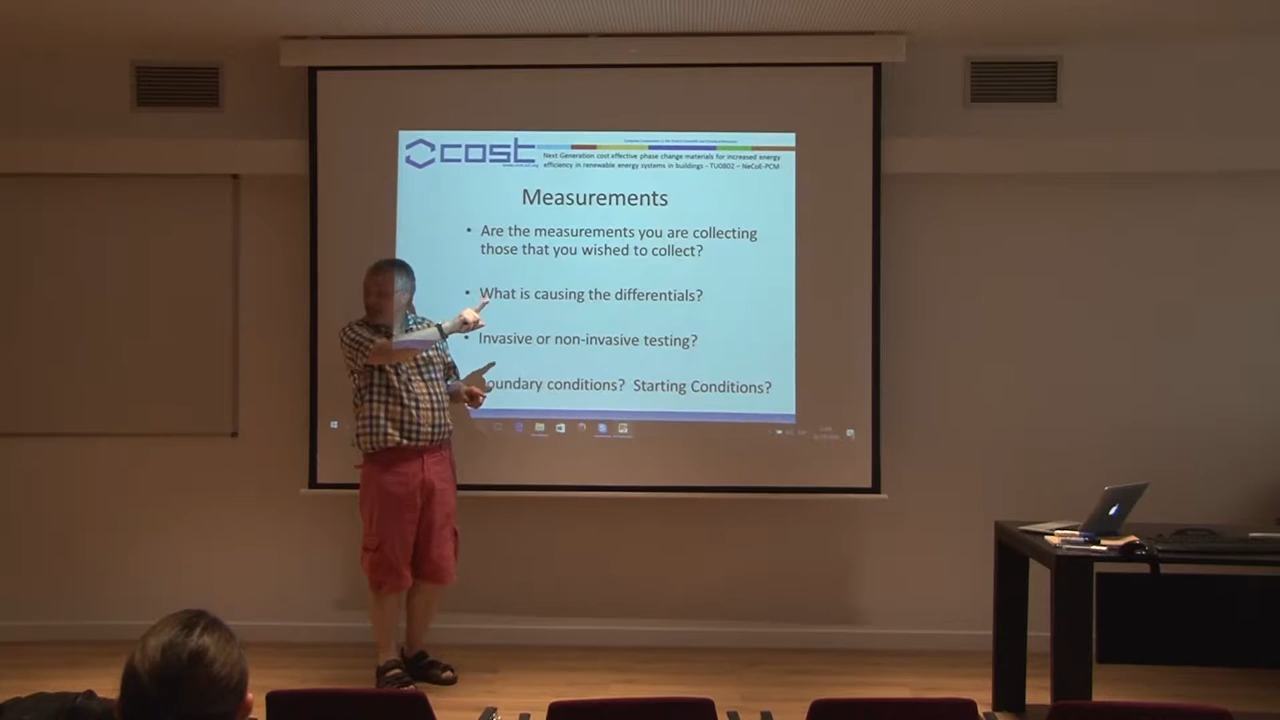 cost
Next Generation cost effective phase change materials for increased energy
efficiency in renewable energy systems in buildings - TU0802 – NeCoE-PCM
Measurements
• Are the measurements you are collecting
those that you wished to collect?
• What is causing the differentials?
• Invasive or non-invasive testing?
oundary conditions? Starting Conditions?